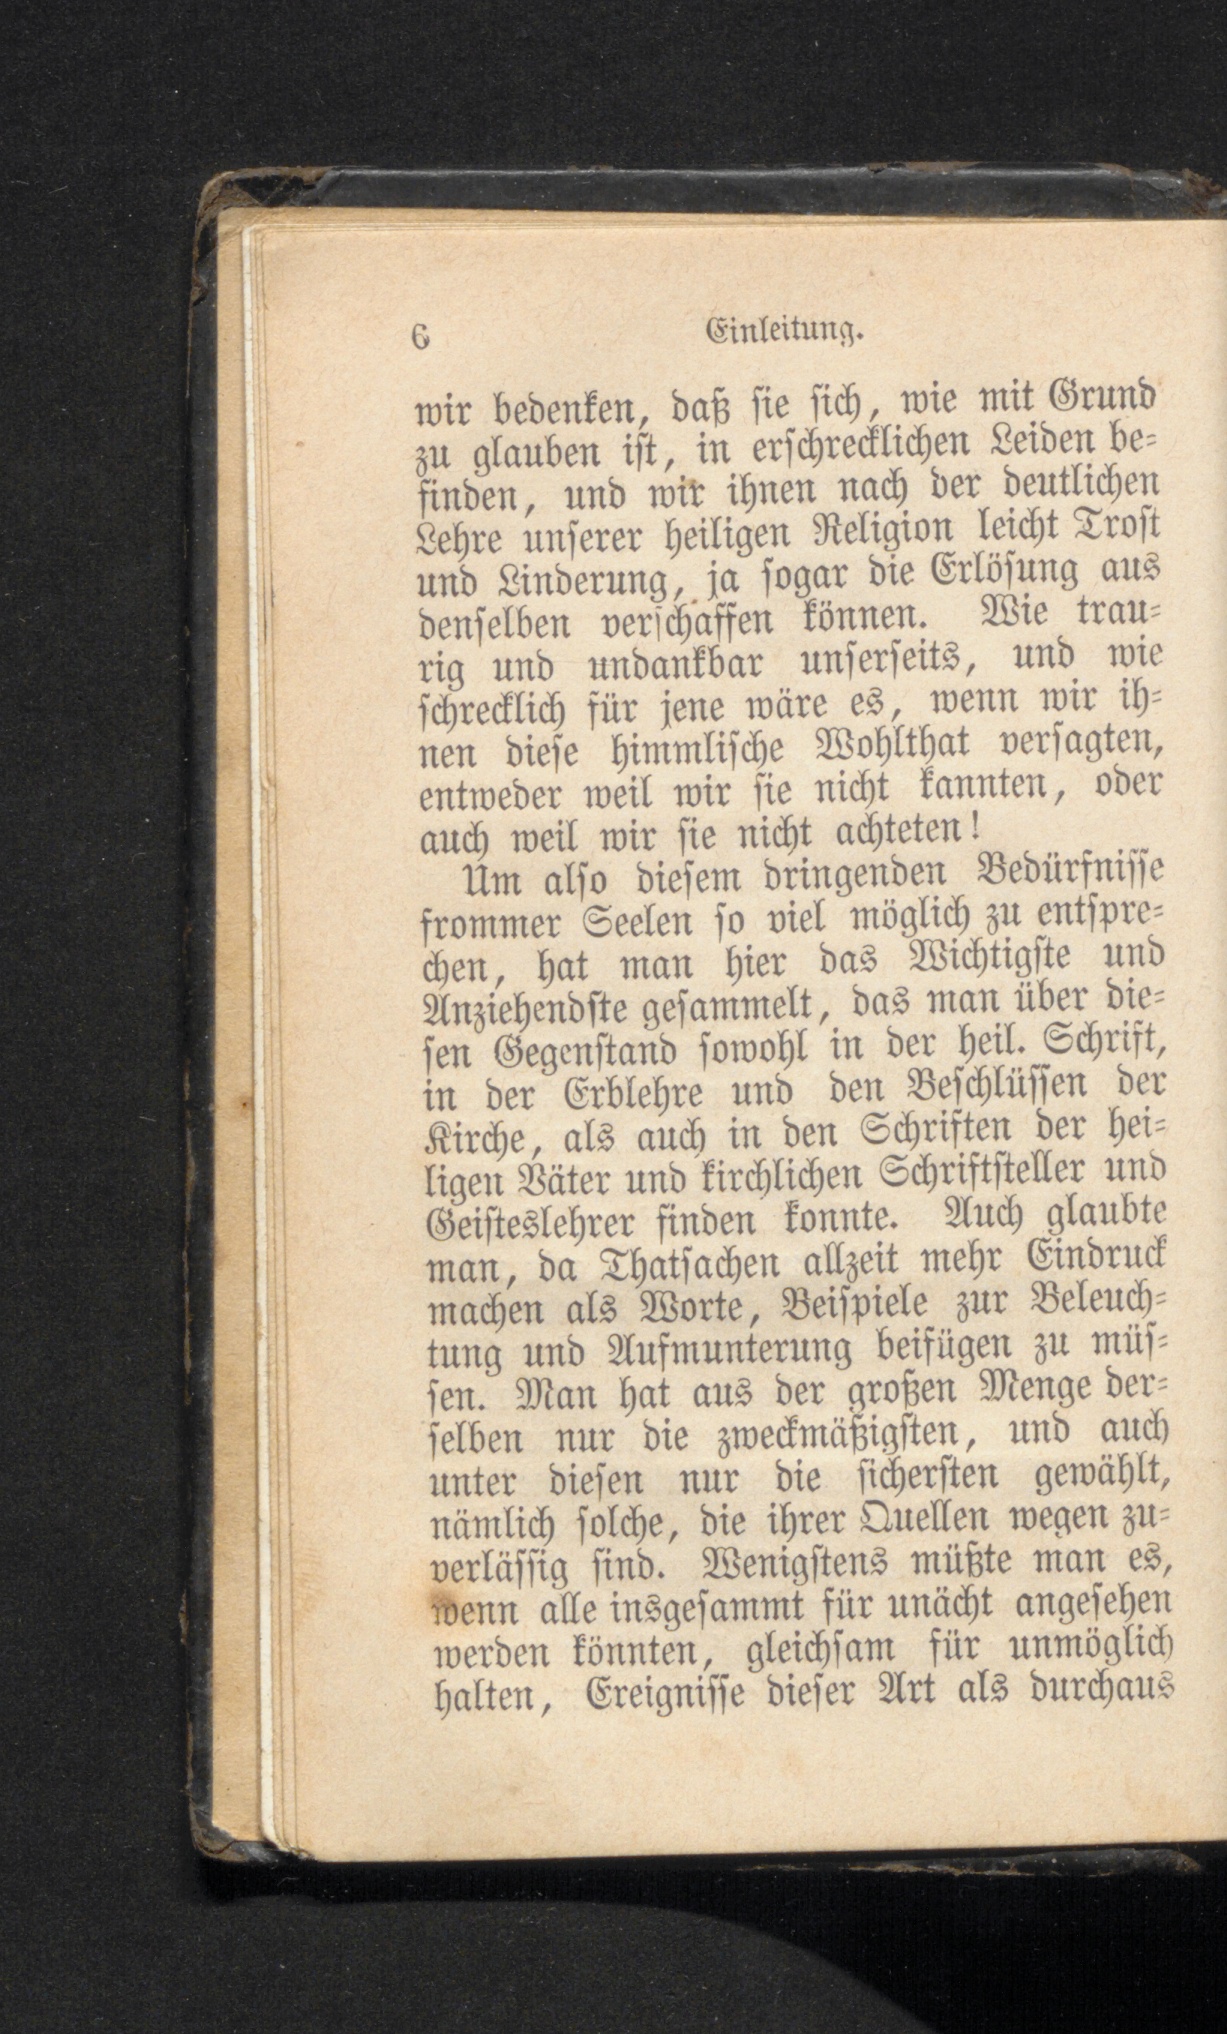 6 Einleitung.
wir bedenken, daß sie sich, wie mit Grund
zu glauben ist, in erschrecklichen Leiden be-
finden, und wir ihnen nach der deutlichen
Lehre unserer heiligen Religion leicht Trost
und Linderung, ja sogar die Erlösung aus
denselben verschaffen können. Wie trau-
rig und undankbar unserseits, und wie
schrecklich für jene wäre es, wenn wir ih-
nen diese himmlische Wohlthat versagten,
entweder weil wir sie nicht kannten, oder
auch weil wir sie nicht achteten!
Um also diesem dringenden Bedürfnisse
frommer Seelen so viel möglich zu entspre-
chen, hat man hier das Wichtigste und
Anziehendste gesammelt, das man über die-
sen Gegenstand sowohl in der heil. Schrift,
in der Erblehre und den Beschlüssen der
Kirche, als auch in den Schriften der hei-
ligen Väter und kirchlichen Schriftsteller und
Geisteslehrer finden konnte. Auch glaubte
man, da Thatsachen allzeit mehr Eindruck
machen als Worte, Beispiele zur Beleuch-
tung und Aufmunterung beifügen zu müs-
sen. Man hat aus der großen Menge der-
selben nur die zweckmäßigsten, und auch
unter diesen nur die sichersten gewählt,
nämlich solche, die ihrer Quellen wegen zu-
verlässig sind. Wenigstens müßte man es,
wenn alle insgesammt für unächt angesehen
werden könnten, gleichsam für unmöglich
halten, Ereignisse dieser Art als durchaus